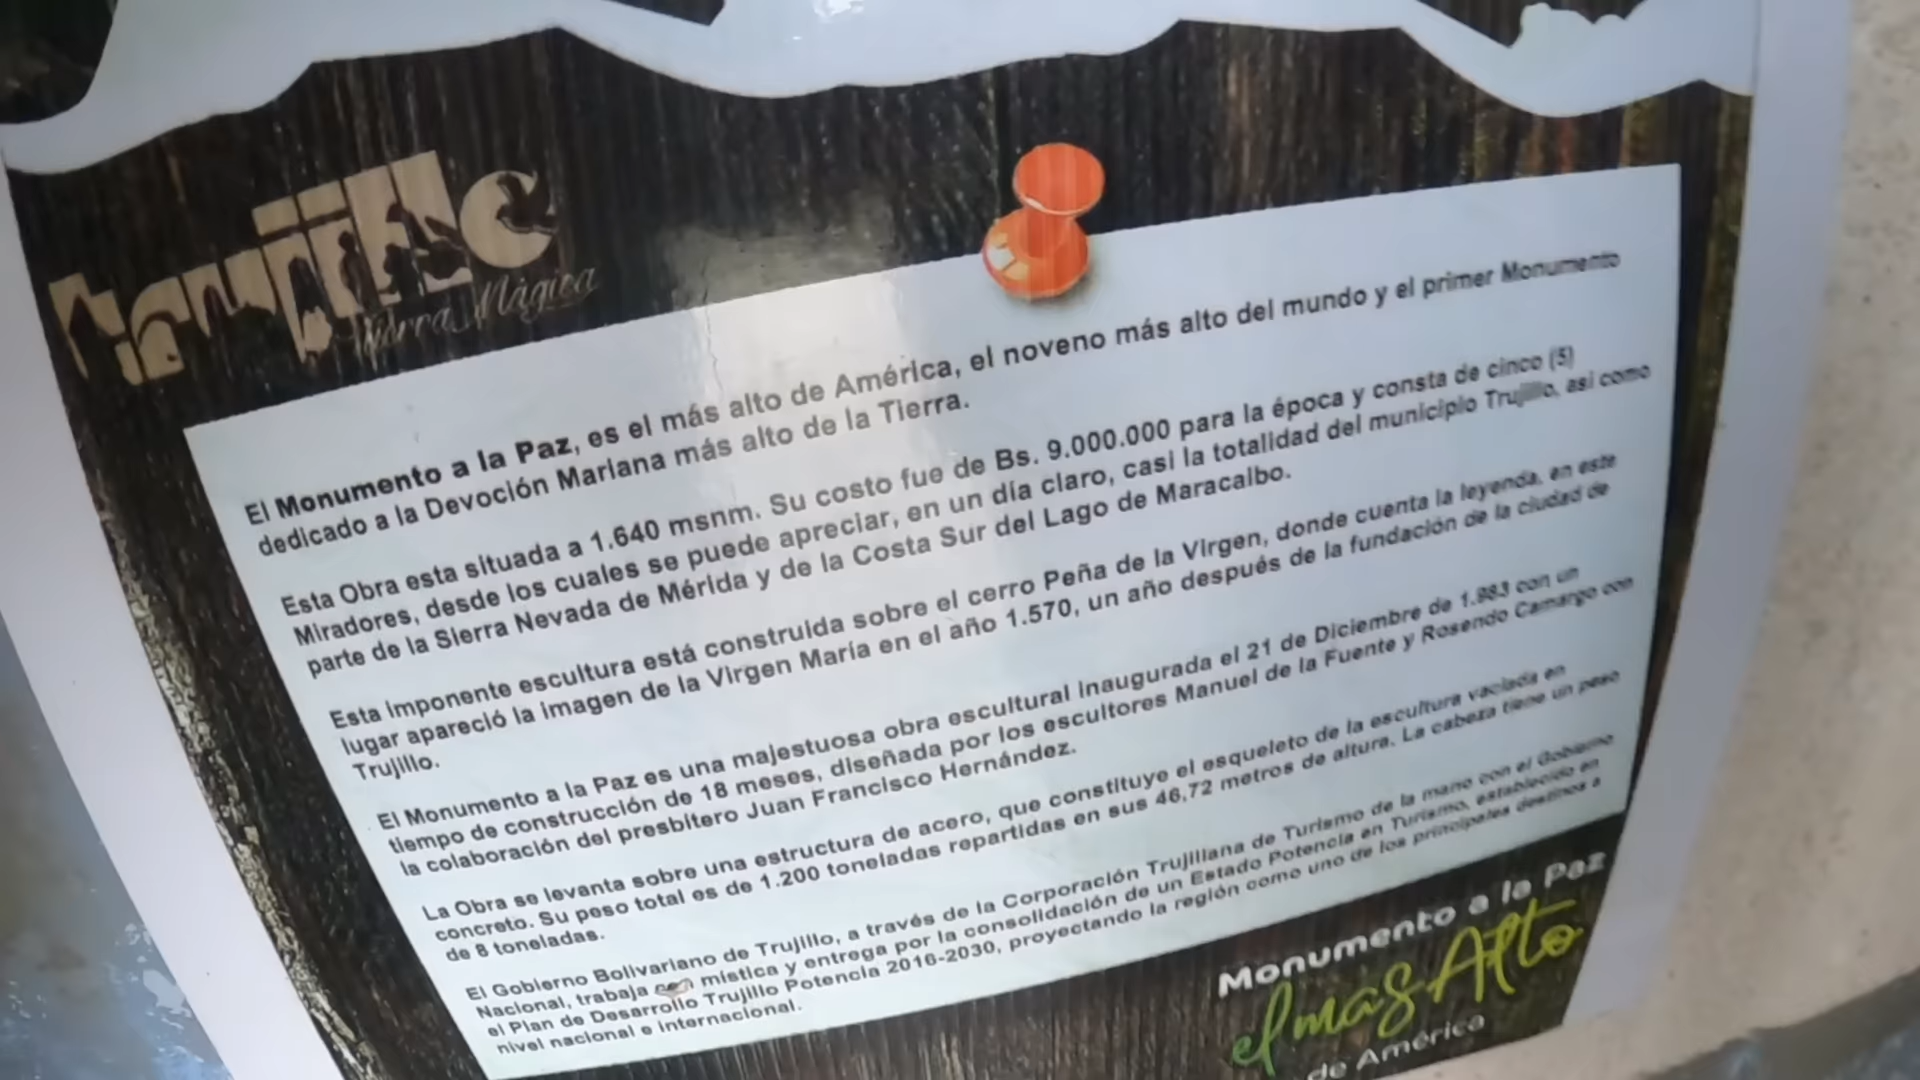 Trujillo
Tierra Mágica
El Monumento a la Paz, es el más alto de América, el noveno más alto del mundo y el primer Monumento
dedicado a la Devoción Mariana más alto de la Tierra.
Esta Obra esta situada a 1.640 msnm. Su costo fue de Bs. 9.000.000 para la época y consta de cinco (5)
Miradores, desde los cuales se puede apreciar, en un día claro, casi la totalidad del municipio Trujillo, asi como
parte de la Sierra Nevada de Mérida y de la Costa Sur del Lago de Maracaibo.
Esta imponente escultura está construida sobre el cerro Peña de la Virgen, donde cuenta la leyenda, en este
lugar apareció la imagen de la Virgen María en el año 1.570, un año después de la fundación de la ciudad de
Trujillo.
El Monumento a la Paz es una majestuosa obra escultural inaugurada el 21 de Diciembre de 1.983 con un
tiempo de construcción de 18 meses, diseñada por los escultores Manuel de la Fuente y Rosendo Camargo con
la colaboración del presbítero Juan Francisco Hernández.
La Obra se levanta sobre una estructura de acero, que constituye el esqueleto de la escultura vaciada en
concreto. Su peso total es de 1.200 toneladas repartidas en sus 46,72 metros de altura. La cabeza tiene un peso
de 8 toneladas.
El Gobierno Bolivariano de Trujillo, a través de la Corporación Trujillana de Turismo de la mano con el Gobierno
Nacional, trabaja con mística y entrega por la consolidación de un Estado Potencia en Turismo, establecido en
el Plan de Desarrollo Trujillo Potencia 2016-2030, proyectando la región como uno de los principales destinos a
nivel nacional e internacional.
Monumento a la Paz
el mas Alto
de América